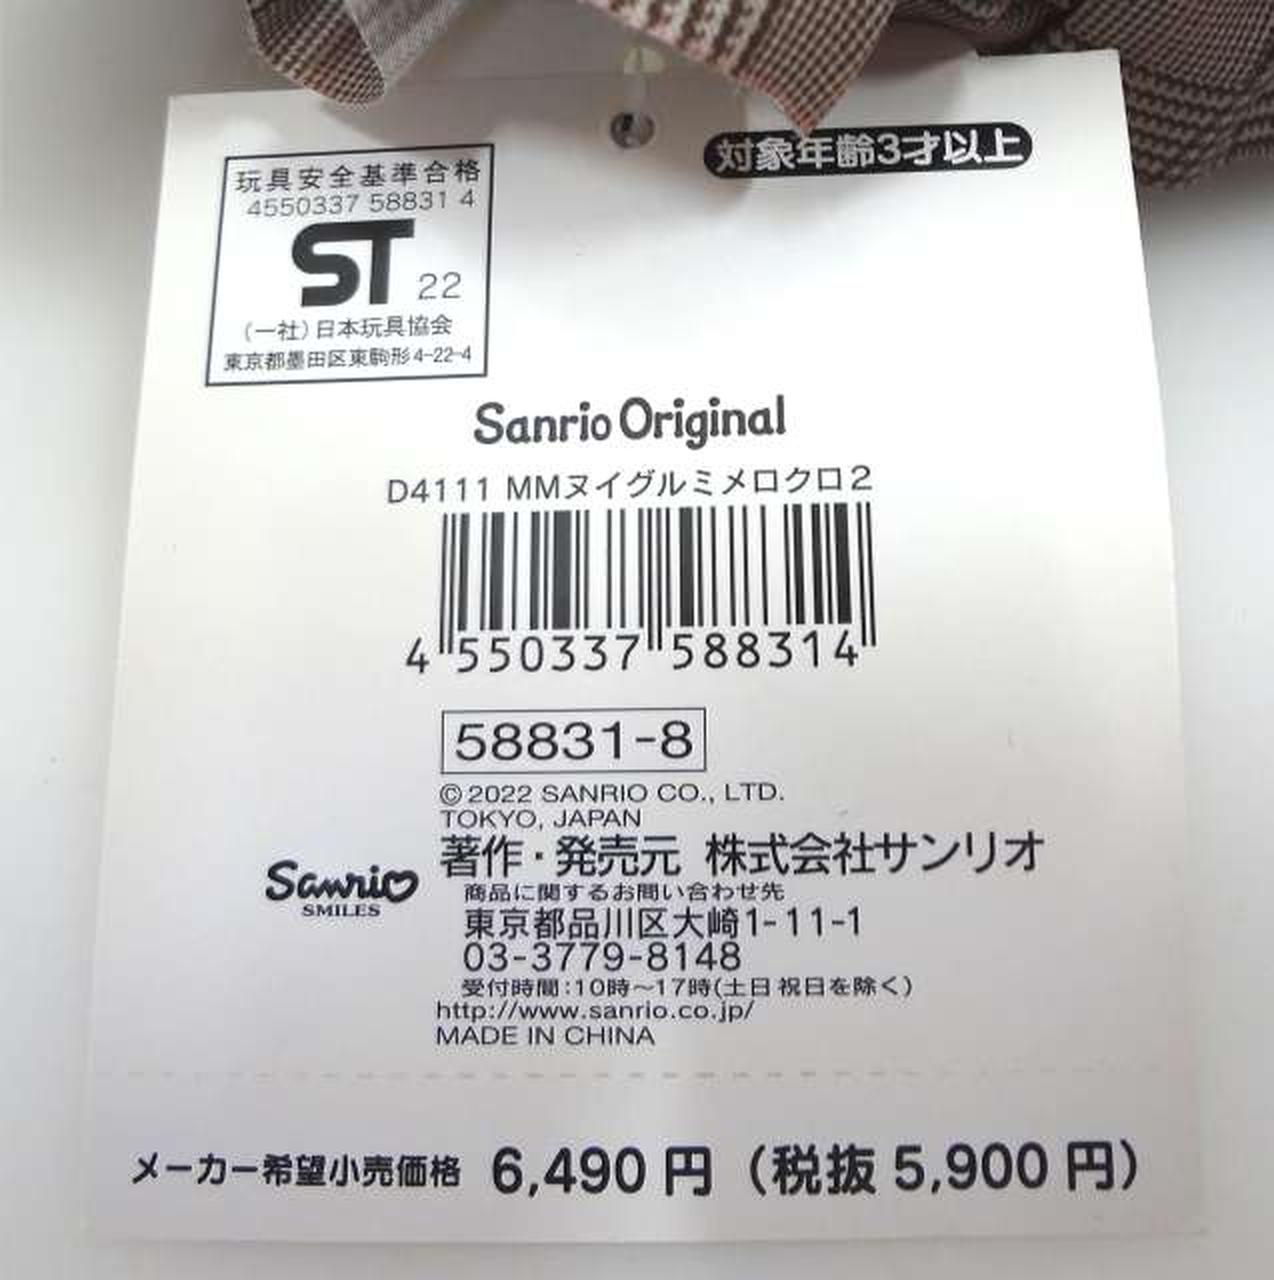 対象年齢3才以上
玩具安全基準合格
4550337 58831 4
ST 22
(一社)日本玩具協会
東京都墨田区東駒形4-22-4
Sanrio Original
D4111 MMヌイグルミメロクロ2
4 550337 588314
58831-8
© 2022 SANRIO CO., LTD.
TOKYO, JAPAN
著作・発売元 株式会社サンリオ
Sanrio
SMILES
商品に関するお問い合わせ先
東京都品川区大崎1-11-1
03-3779-8148
受付時間:10時〜17時(土日祝日を除く)
http://www.sanrio.co.jp/
MADE IN CHINA
メーカー希望小売価格 6,490 円(税抜 5,900 円)